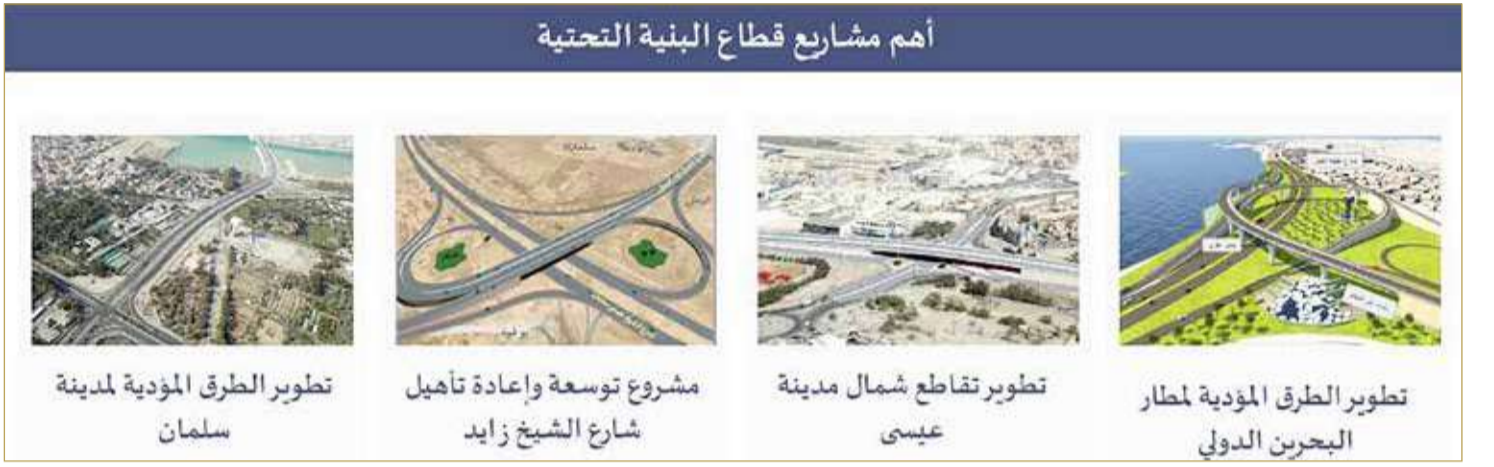 أهم مشاريع قطاع البنية التحتية
تطوير الطرق المؤدية لمطار
البحرين الدولي
تطوير تقاطع شمال مدينة
عيسى
مشروع توسعة وإعادة تأهيل
شارع الشيخ زايد
تطوير الطرق المؤدية لمدينة
سلمان